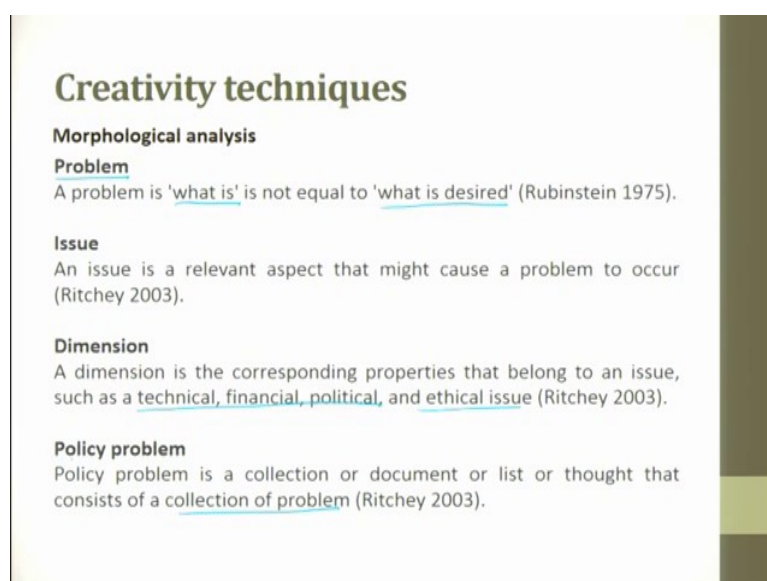 Creativity techniques
Morphological analysis
Problem
A problem is 'what is' is not equal to 'what is desired' (Rubinstein 1975).
Issue
An issue is a relevant aspect that might cause a problem to occur
(Ritchey 2003).
Dimension
A dimension is the corresponding properties that belong to an issue,
such as a technical, financial, political, and ethical issue (Ritchey 2003).
Policy problem
Policy problem is a collection or document or list or thought that
consists of a collection of problem (Ritchey 2003).